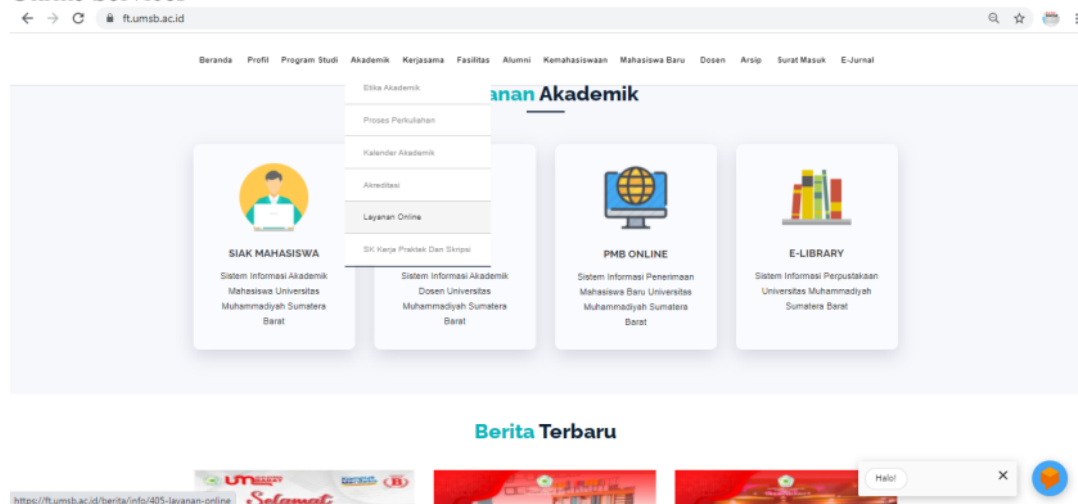 ft.umsb.ac.id
Beranda Profil Program Studi Akademik Kerjasama Fasilitas Alumni Kemahasiswaan Mahasiswa Baru Dosen Arsip Surat Masuk E-Jurnal
Etika Akademik
Proses Perkuliahan
Kalender Akademik
Akreditasi
Layanan Online
SK Kerja Praktek Dan Skripsi
anan Akademik
SIAK MAHASISWA
Sistem Informasi Akademik
Mahasiswa Universitas
Muhammadiyah Sumatera
Barat
Sistem Informasi Akademik
Dosen Universitas
Muhammadiyah Sumatera
Barat
PMB ONLINE
Sistem Informasi Penerimaan
Mahasiswa Baru Universitas
Muhammadiyah Sumatera
Barat
E-LIBRARY
Sistem Informasi Perpustakaan
Universitas Muhammadiyah
Sumatera Barat
Berita Terbaru
Selamat
Halo!
https://ft.umsb.ac.id/berita/info/405-layanan-online